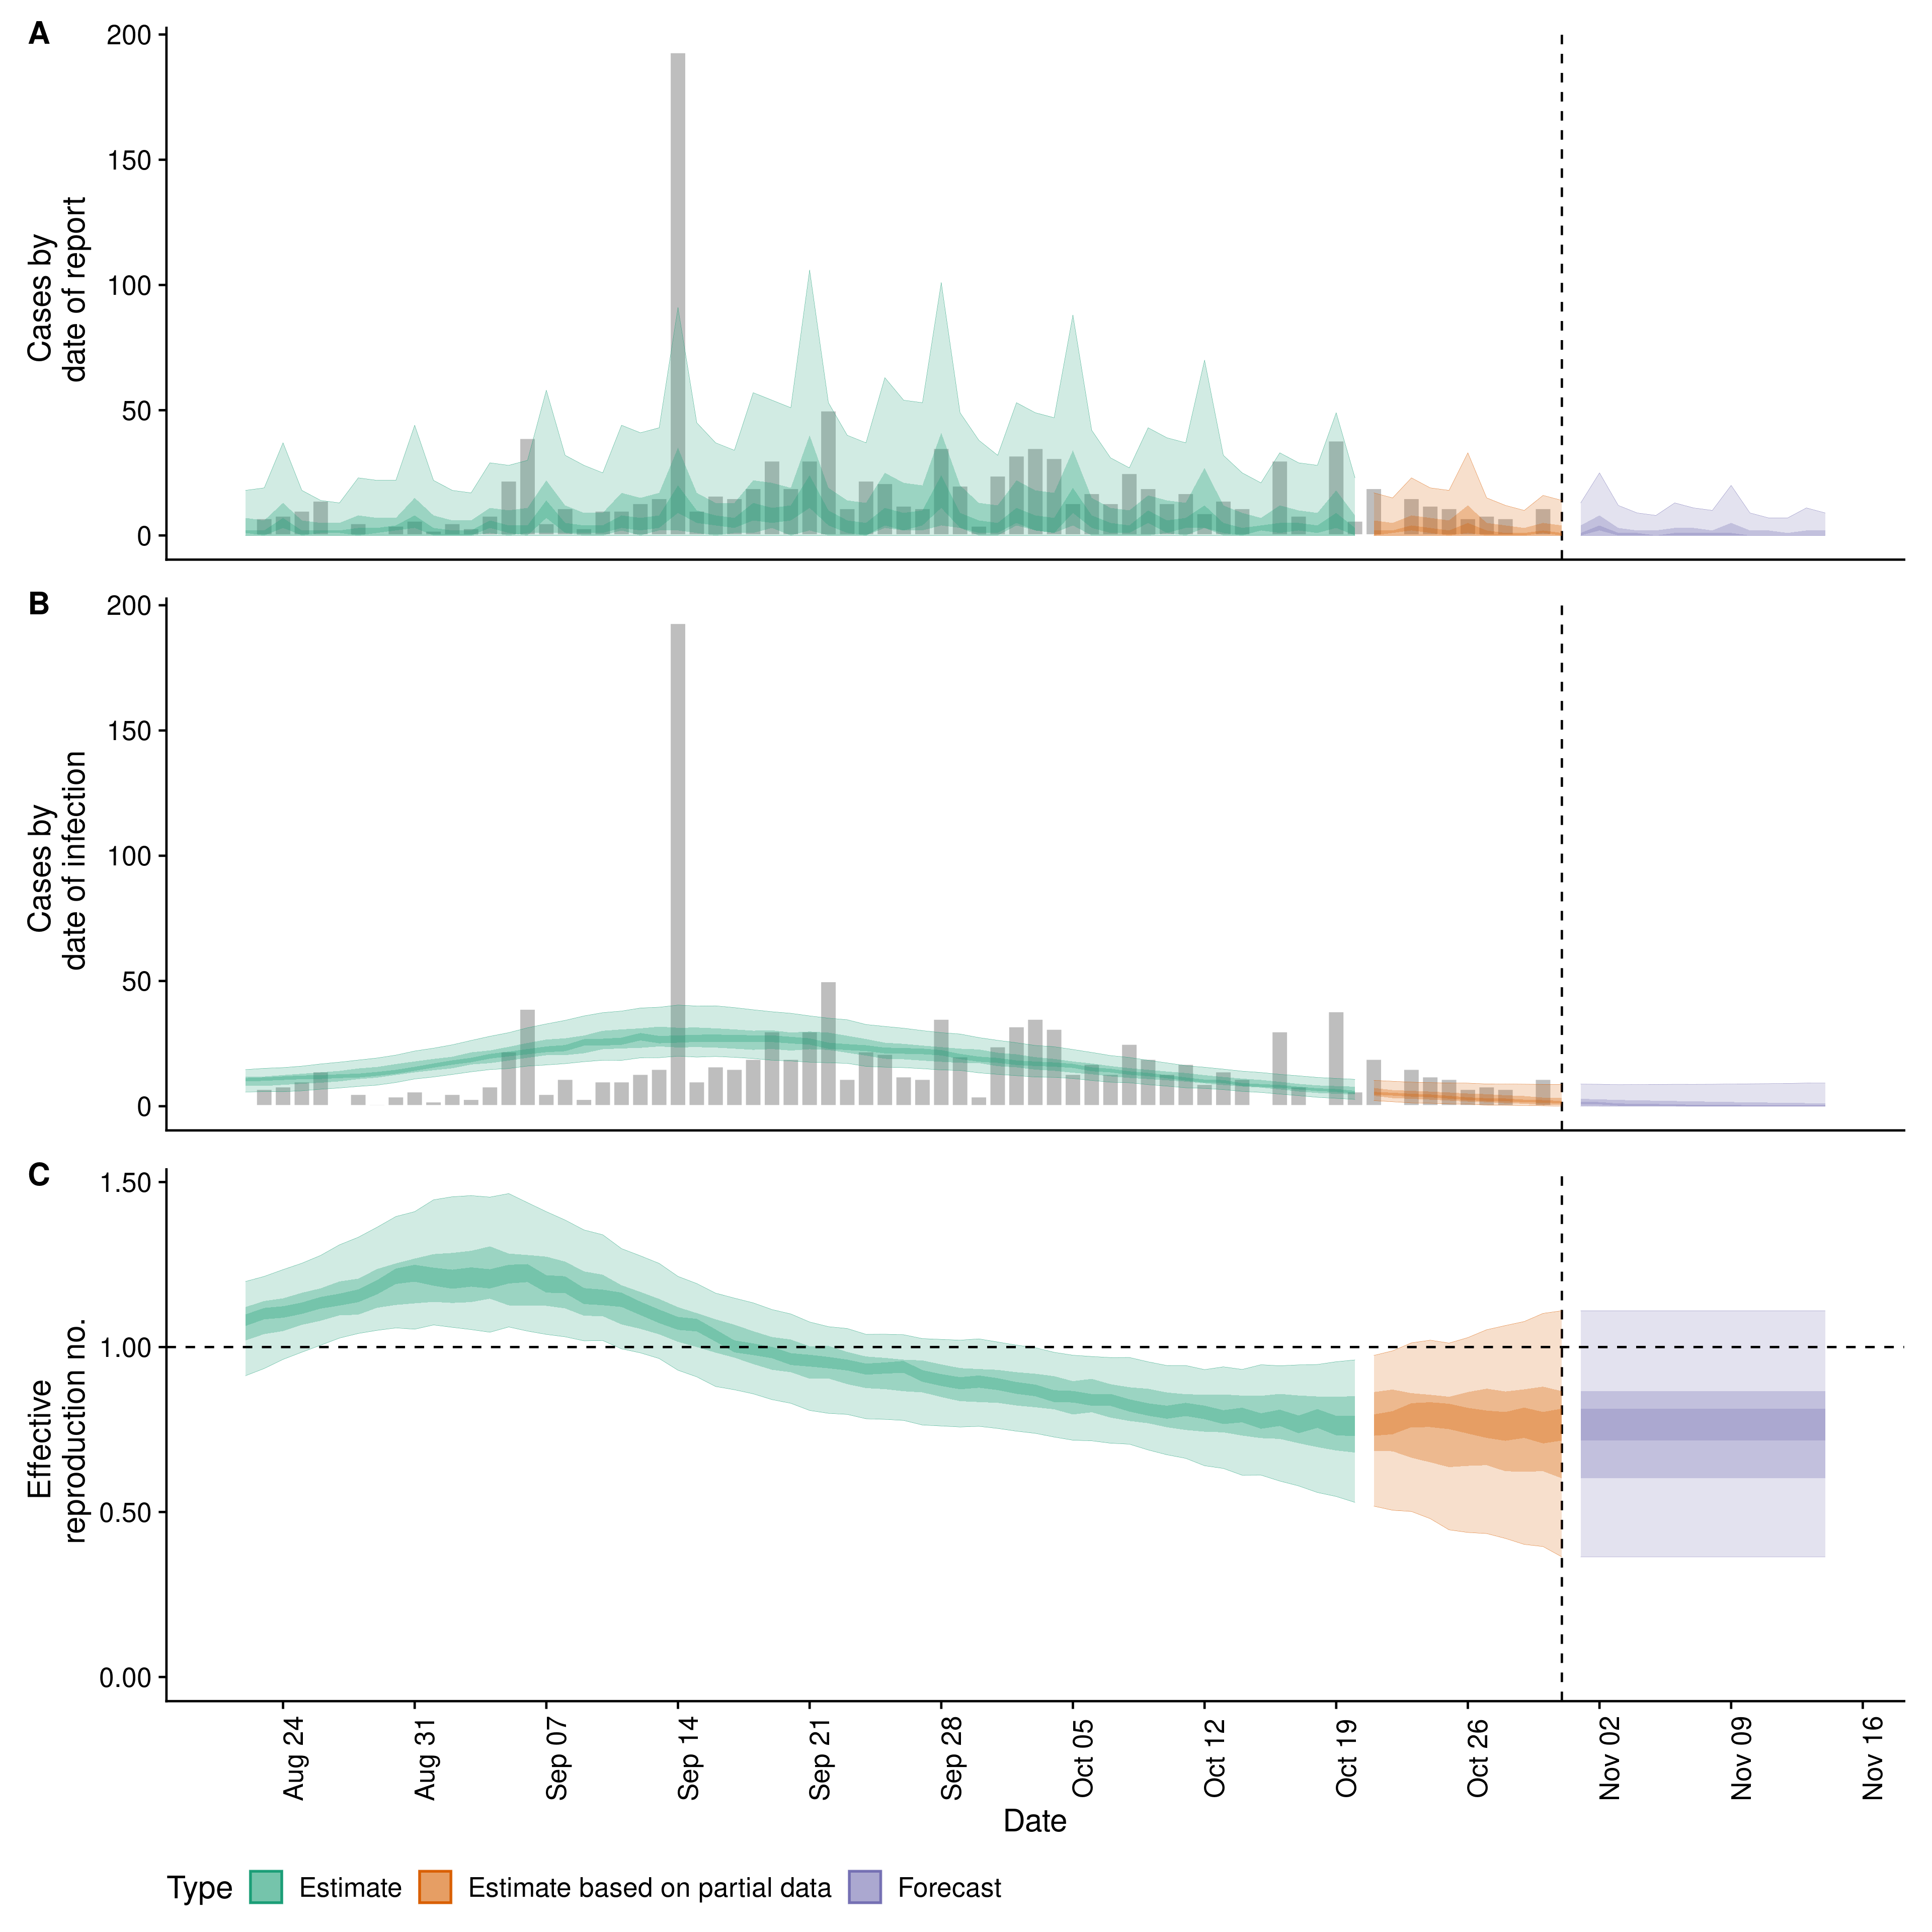 A
Cases by
date of report
200
150
100
50
0
B
Cases by
date of infection
200
150
100
50
0
C
Effective
reproduction no.
1.50
1.00
0.50
0.00
Aug 24
Aug 31
Sep 07
Sep 14
Sep 21
Sep 28
Oct 05
Oct 12
Oct 19
Oct 26
Nov 02
Nov 09
Nov 16
Date
Type Estimate Estimate based on partial data Forecast